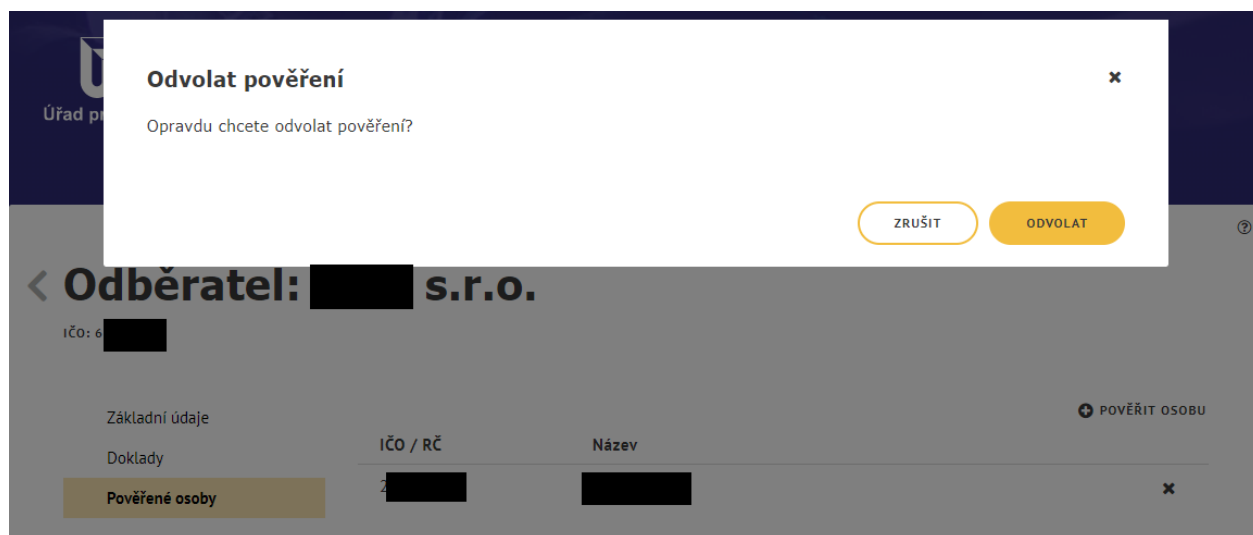 Odvolat pověření
Opravdu chcete odvolat pověření?
ZRUŠIT ODVOLAT
Úřad pr
Odběratel: s.r.o.
IČO: 6
POVĚŘIT OSOBU
Základní údaje
Doklady
Pověřené osoby
IČO / RČ Název
2